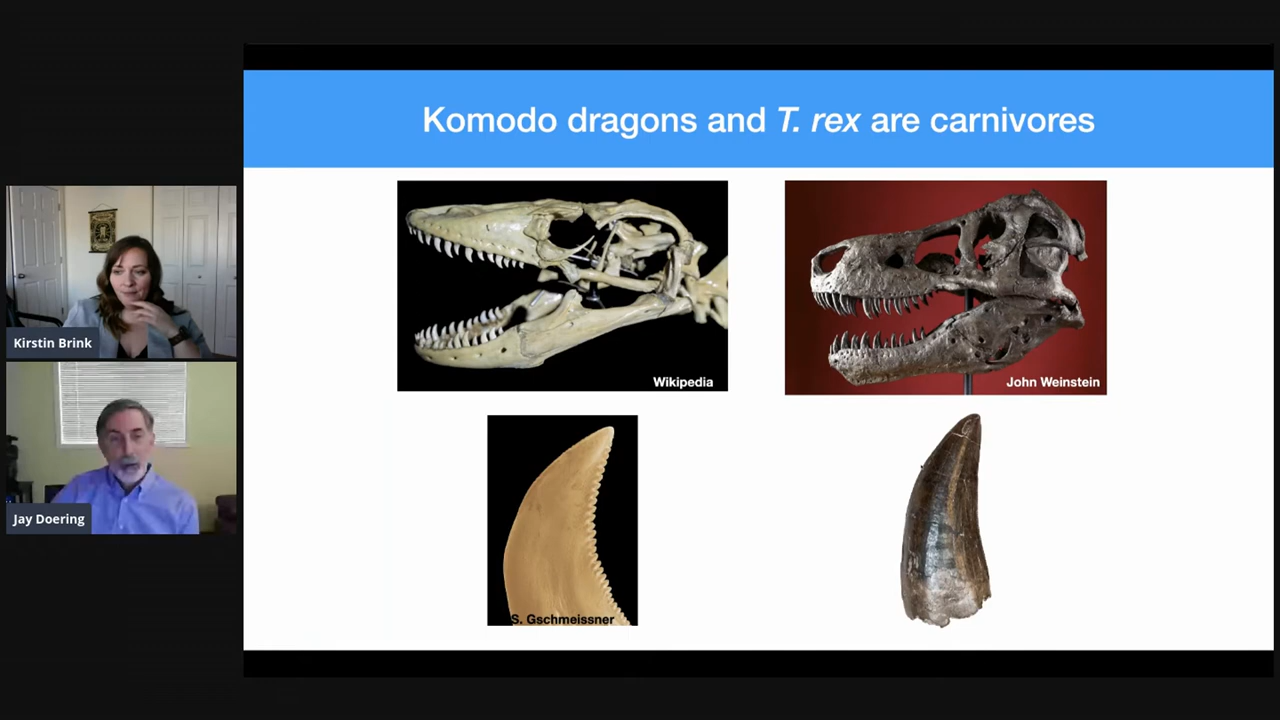 Komodo dragons and T. rex are carnivores
Wikipedia
John Weinstein
S. Gschmeissner
Kirstin Brink
Jay Doering